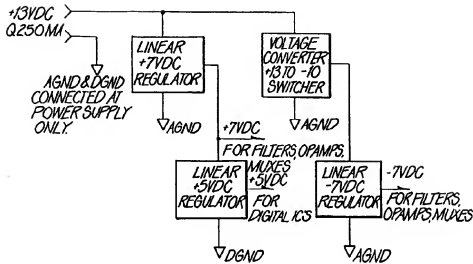 +13VDC
Q250MA
AGND & DGND
CONNECTED AT
POWER SUPPLY
ONLY.
LINEAR
+7VDC
REGULATOR
AGND
VOLTAGE
CONVERTER
+13 TO -10
SWITCHER
AGND
+7VDC
FOR FILTERS, OPAMPS,
MUXES
LINEAR
+5VDC
REGULATOR
+5VDC
FOR
DIGITAL ICS
DGND
LINEAR
-7VDC
REGULATOR
-7VDC
FOR FILTERS,
OPAMPS, MUXES
AGND